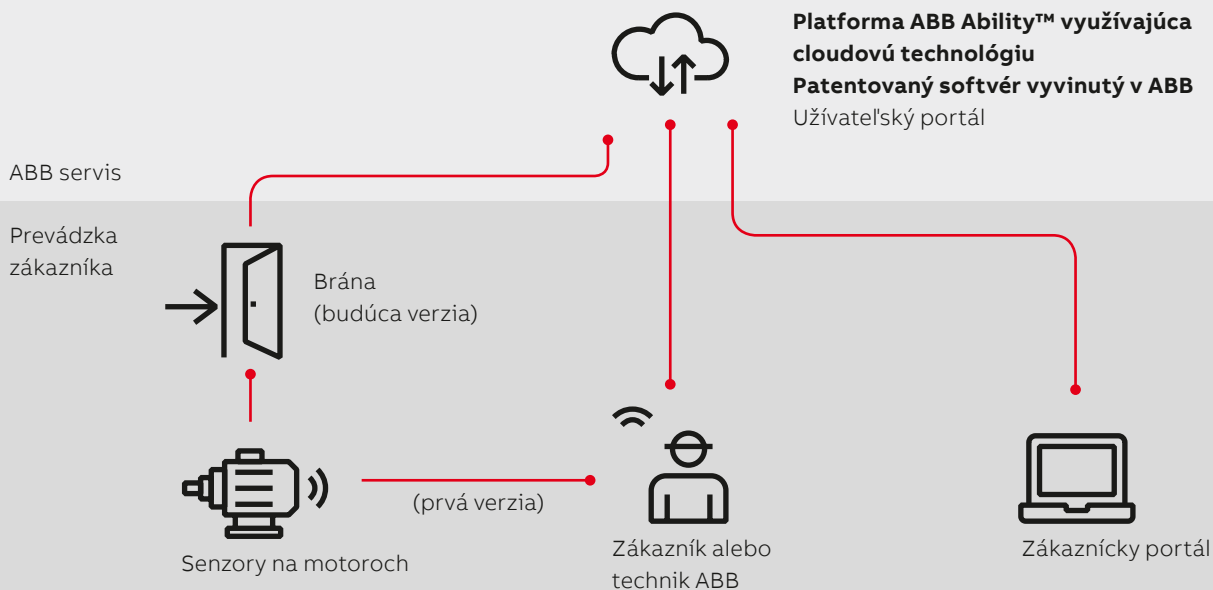 Platforma ABB Ability™ využívajúca
cloudovú technológiu
Patentovaný softvér vyvinutý v ABB
Užívateľský portál
ABB servis
Prevádzka
zákazníka
Brána
(budúca verzia)
(prvá verzia)
Senzory na motoroch
Zákazník alebo
technik ABB
Zákaznícky portál